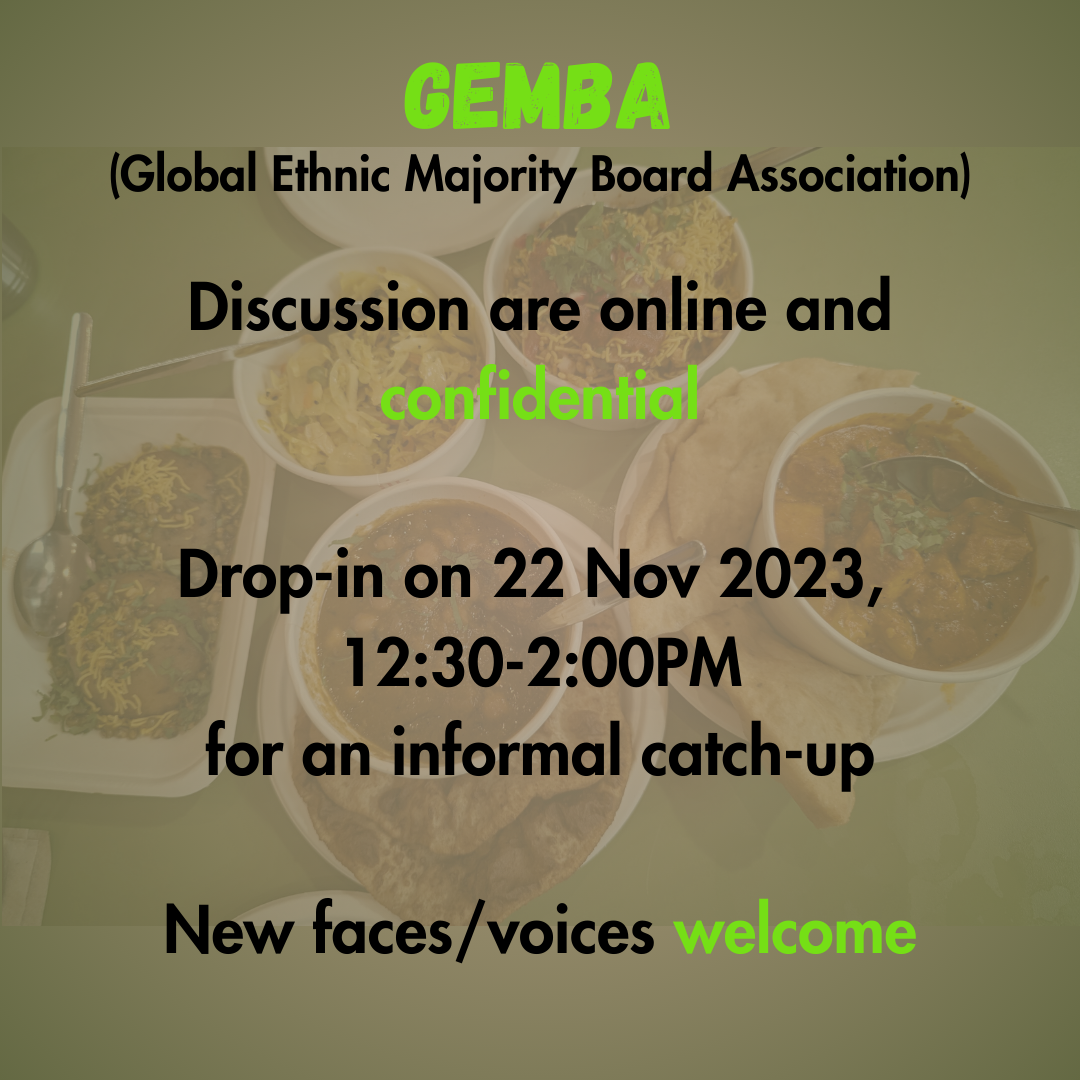 GEMBA
(Global Ethnic Majority Board Association)
Discussion are online and
confidential
Drop-in on 22 Nov 2023,
12:30-2:00PM
for an informal catch-up
New faces/voices welcome